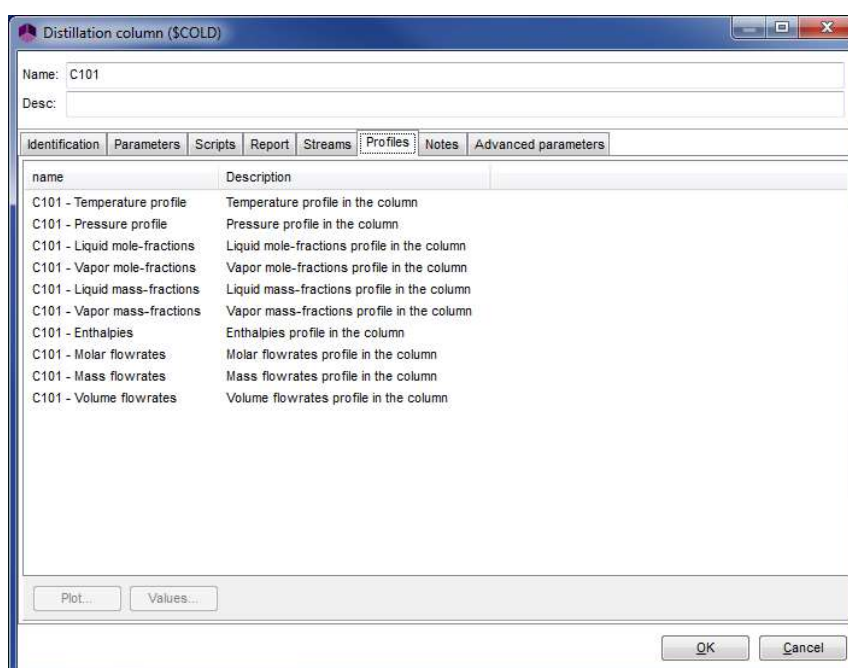 Distillation column ($COLD)
Name: C101
Desc:
Identification Parameters Scripts Report Streams Profiles Notes Advanced parameters
name Description
C101 - Temperature profile Temperature profile in the column
C101 - Pressure profile Pressure profile in the column
C101 - Liquid mole-fractions Liquid mole-fractions profile in the column
C101 - Vapor mole-fractions Vapor mole-fractions profile in the column
C101 - Liquid mass-fractions Liquid mass-fractions profile in the column
C101 - Vapor mass-fractions Vapor mass-fractions profile in the column
C101 - Enthalpies Enthalpies profile in the column
C101 - Molar flowrates Molar flowrates profile in the column
C101 - Mass flowrates Mass flowrates profile in the column
C101 - Volume flowrates Volume flowrates profile in the column
Plot... Values...
OK Cancel